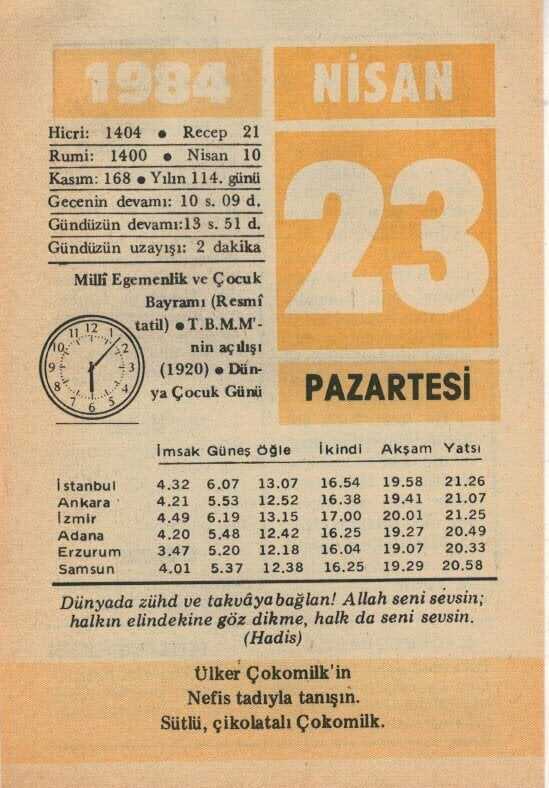 1984
NİSAN
Hicri: 1404 ● Recep 21
Rumi: 1400 ● Nisan 10
Kasım: 168 ● Yılın 114. günü
Gecenin devamı: 10 s. 09 d.
Gündüzün devamı:13 s. 51 d.
Gündüzün uzayışı: 2 dakika
23
PAZARTESİ
Millî Egemenlik ve Çocuk
Bayramı (Resmî
tatil) ● T.B.M.M'-
nin açılışı
(1920) ● Dün-
ya Çocuk Günü
12 1 2 3 4 5 6 7 8 9 10 11
İmsak Güneş Öğle İkindi Akşam Yatsı
İstanbul 4.32 6.07 13.07 16.54 19.58 21.26
Ankara 4.21 5.53 12.52 16.38 19.41 21.07
İzmir 4.49 6.19 13.15 17.00 20.01 21.25
Adana 4.20 5.48 12.42 16.25 19.27 20.49
Erzurum 3.47 5.20 12.18 16.04 19.07 20.33
Samsun 4.01 5.37 12.38 16.25 19.29 20.58
Dünyada zühd ve takvâya bağlan! Allah seni sevsin;
halkın elindekine göz dikme, halk da seni sevsin.
(Hadis)
Ülker Çokomilk'in
Nefis tadıyla tanışın.
Sütlü, çikolatalı Çokomilk.